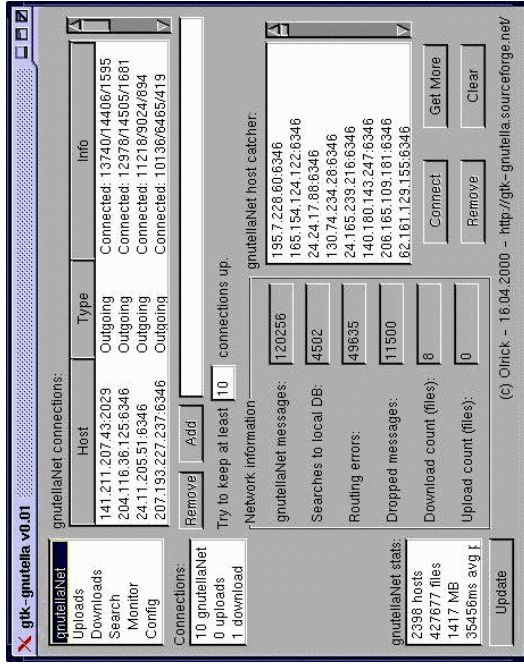 gtk-gnutella v0.01
gnutellaNet
Uploads
Downloads
Search
Monitor
Config
Connections:
10 gnutellaNet
0 uploads
1 download
gnutellaNet stats:
2398 hosts
427677 files
1417 MB
35456ms avg p
Update
gnutellaNet connections:
Host Type Info
141.211.207.43:2029 Outgoing Connected: 13740/14406/1595
204.116.36.125:6346 Outgoing Connected: 12978/14505/1681
24.11.205.51:6346 Outgoing Connected: 11218/9024/894
207.193.227.237:6346 Outgoing Connected: 10136/6465/419
Remove Add
Try to keep at least 10 connections up.
Network information
gnutellaNet messages: 120256
Searches to local DB: 4502
Routing errors: 49635
Dropped messages: 11500
Download count (files): 8
Upload count (files): 0
gnutellaNet host catcher:
195.7.228.60:6346
165.154.124.122:6346
24.24.17.88:6346
130.74.234.28:6346
24.165.239.216:6346
140.180.143.247:6346
206.165.109.181:6346
62.161.129.155:6346
Connect Get More
Remove Clear
(c) Olrick - 16.04.2000 - http://gtk-gnutella.sourceforge.net/